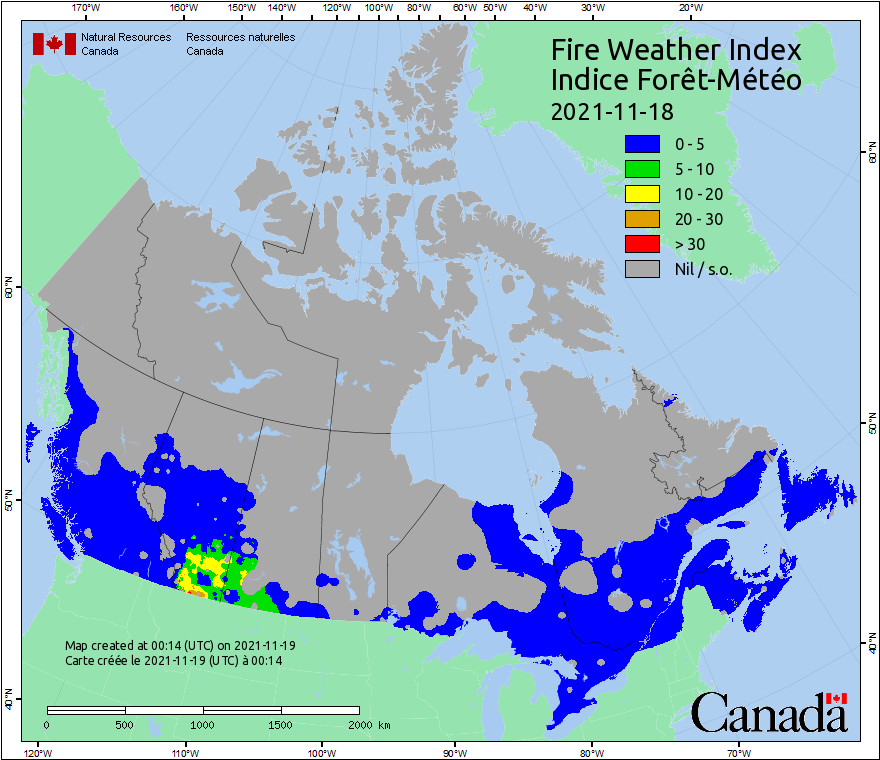 170°W 160°W 150°W 140°W 130°W 120°W 110°W 100°W 90°W 80°W 70°W 60°W 50°W 40°W 30°W 20°W
Natural Resources Canada
Ressources naturelles Canada
Fire Weather Index
Indice Forêt-Météo
2021-11-18
0 - 5
5 - 10
10 - 20
20 - 30
> 30
Nil / s.o.
60°N
60°N
50°N
50°N
40°N
40°N
Map created at 00:14 (UTC) on 2021-11-19
Carte créée le 2021-11-19 (UTC) à 00:14
0 500 1000 1500 2000 km
Canada
120°W 110°W 100°W 90°W 80°W 70°W